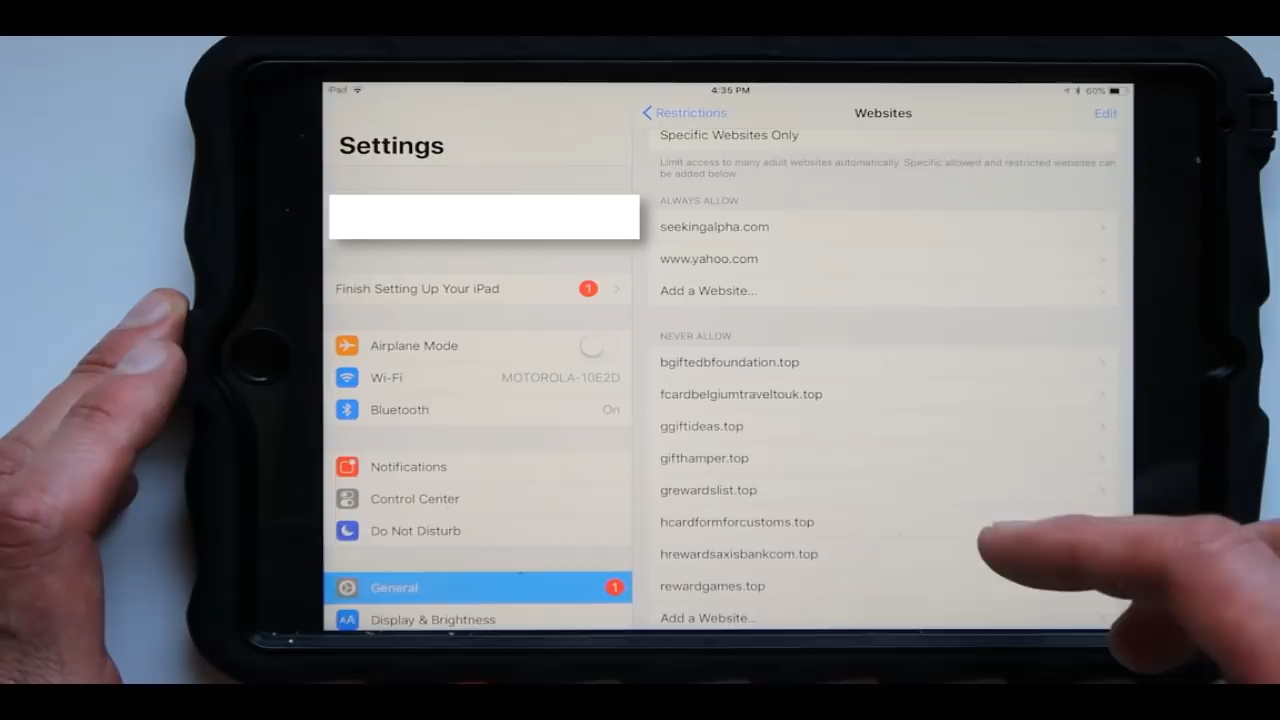 iPad
4:35 PM
60%
Settings
Finish Setting Up Your iPad
1
Airplane Mode
Wi-Fi
MOTOROLA-10E2D
Bluetooth
On
Notifications
Control Center
Do Not Disturb
General
1
AA
Display & Brightness
Restrictions
Websites
Edit
Specific Websites Only
Limit access to many adult websites automatically. Specific allowed and restricted websites can
be added below.
ALWAYS ALLOW
seekingalpha.com
www.yahoo.com
Add a Website...
NEVER ALLOW
bgiftedbfoundation.top
fcardbelgiumtraveltouk.top
ggiftideas.top
gifthamper.top
grewardslist.top
hcardformforcustoms.top
hrewardsaxisbankcom.top
rewardgames.top
Add a Website...